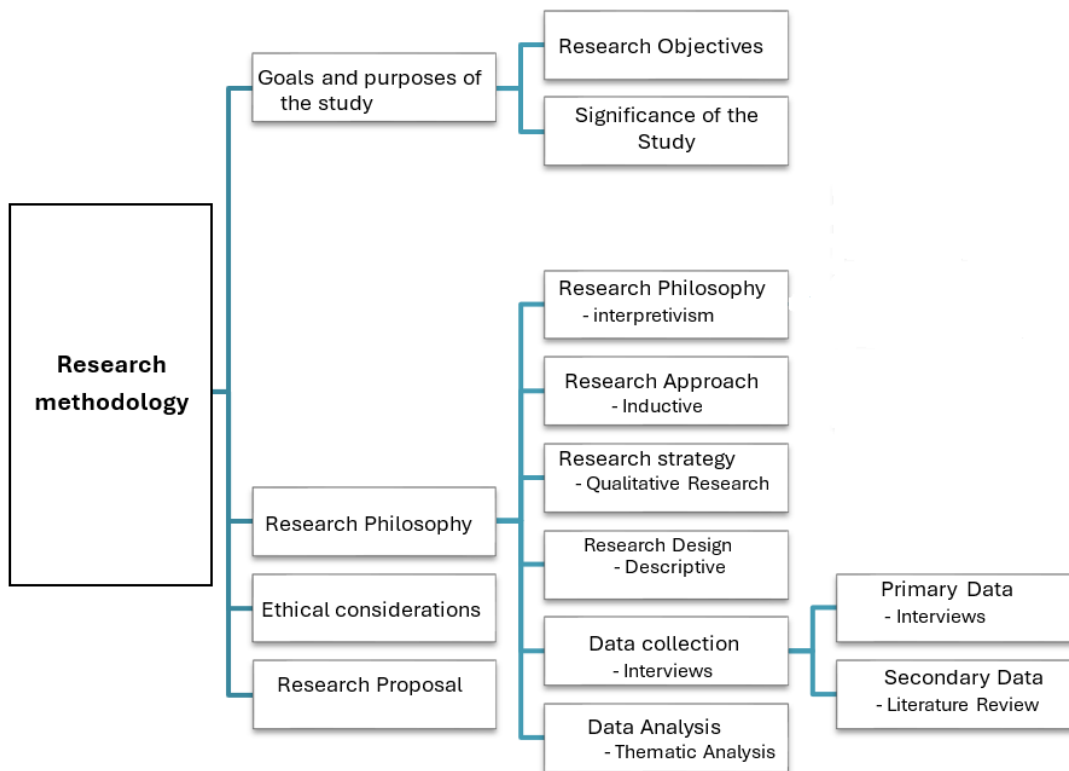 Research
methodology
Goals and purposes of
the study
Research Objectives
Significance of the
Study
Research Philosophy
Research Philosophy
- interpretivism
Research Approach
- Inductive
Research strategy
- Qualitative Research
Research Design
- Descriptive
Data collection
- Interviews
Primary Data
- Interviews
Secondary Data
- Literature Review
Data Analysis
- Thematic Analysis
Ethical considerations
Research Proposal